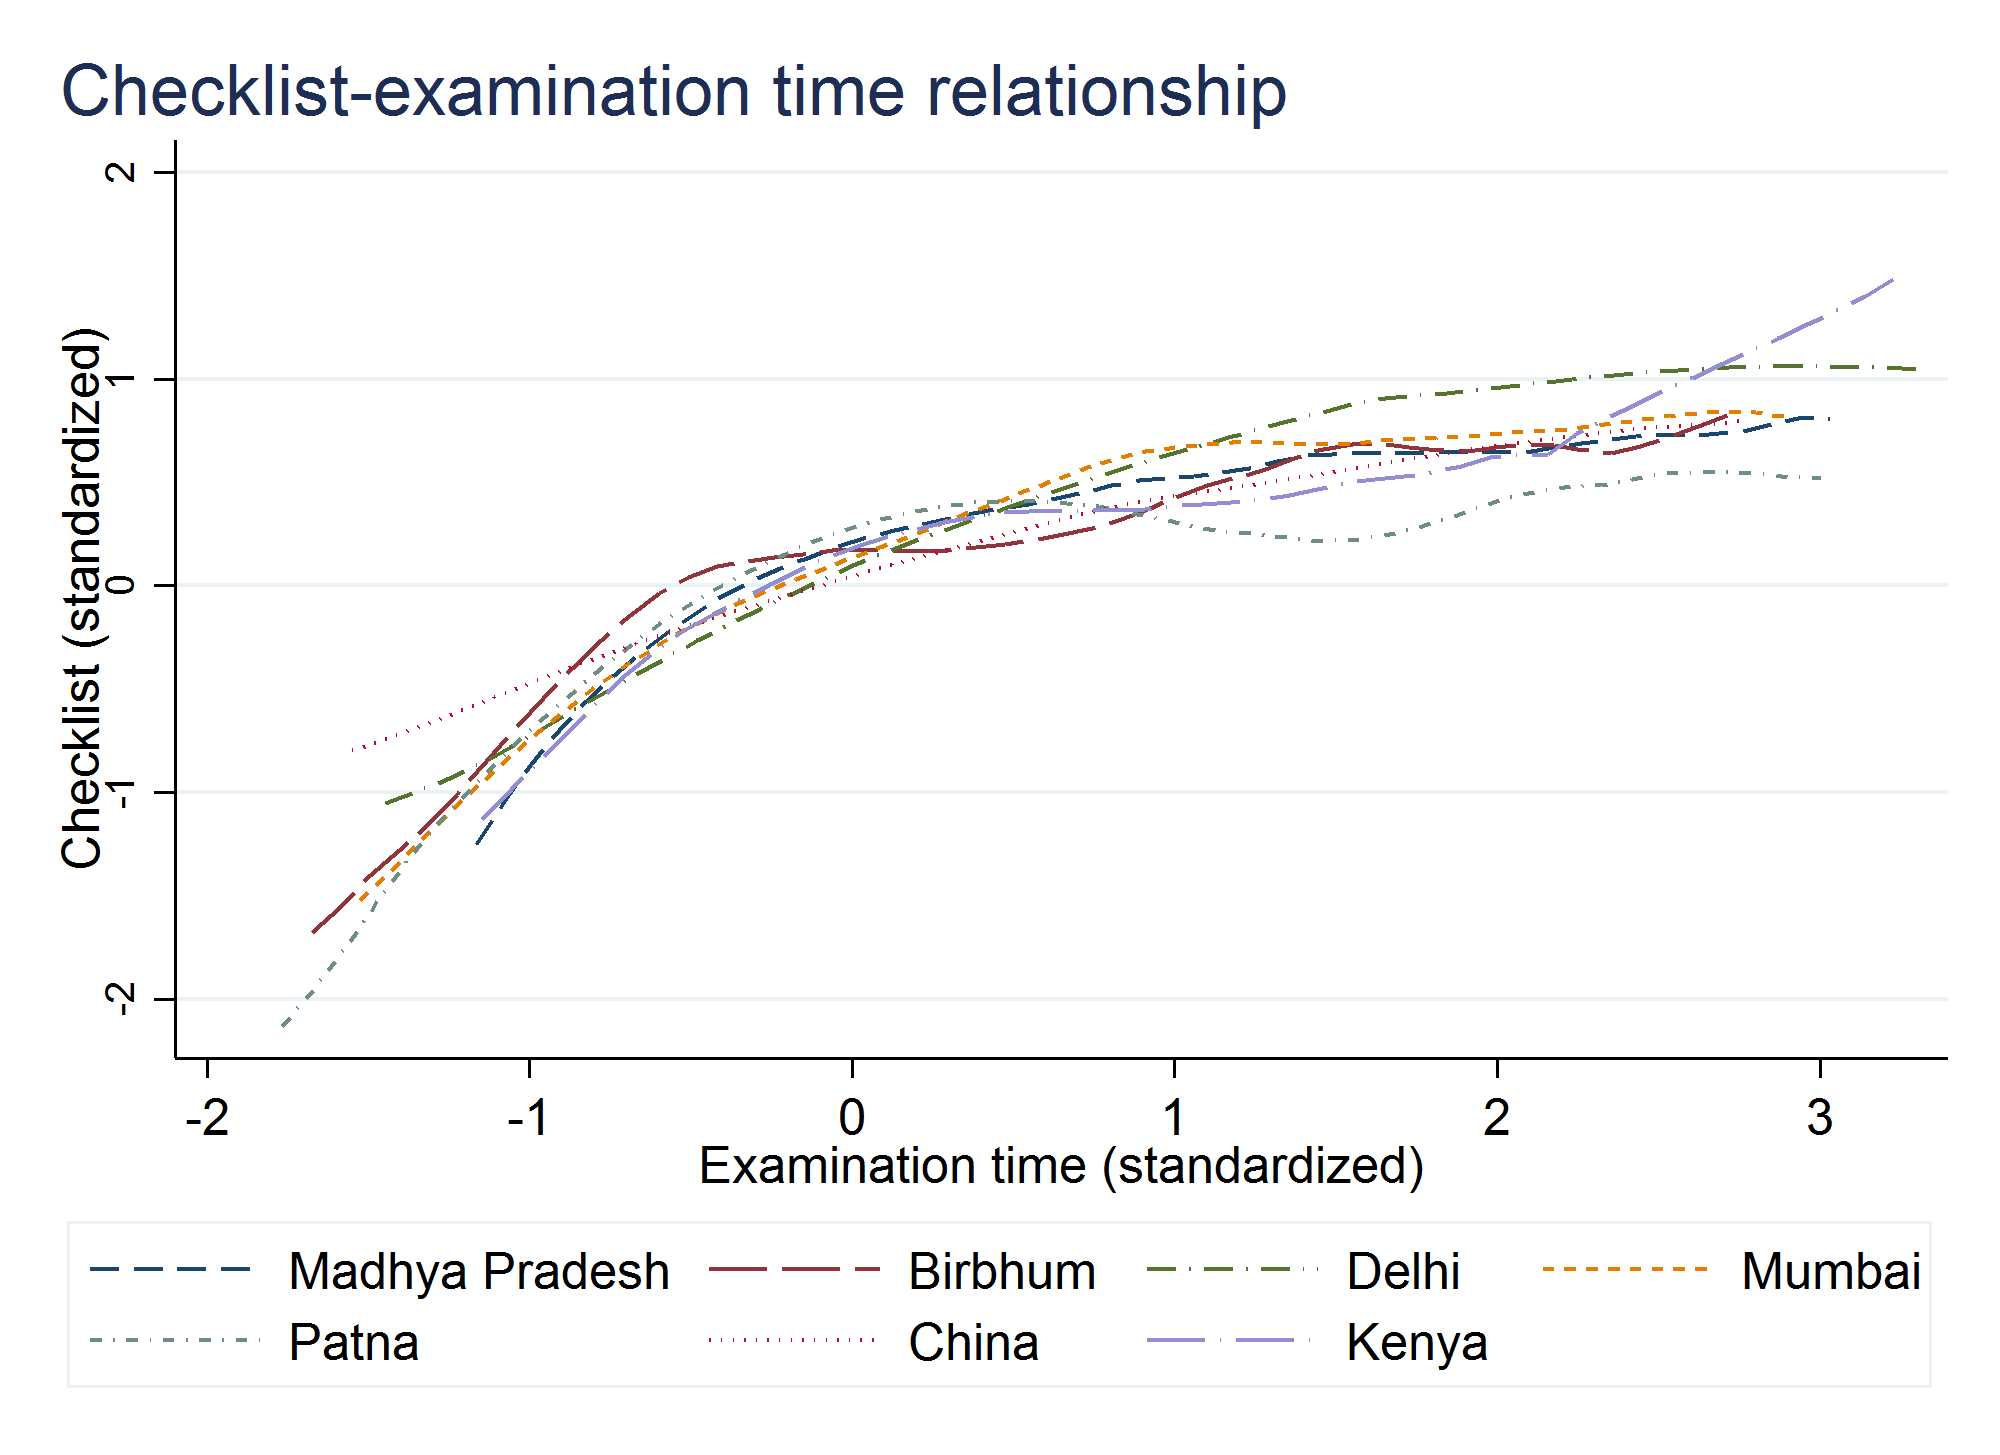 Checklist-examination time relationship
Checklist (standardized)
2
1
0
-1
-2
-2 -1 0 1 2 3
Examination time (standardized)
Madhya Pradesh Birbhum Delhi Mumbai
Patna China Kenya